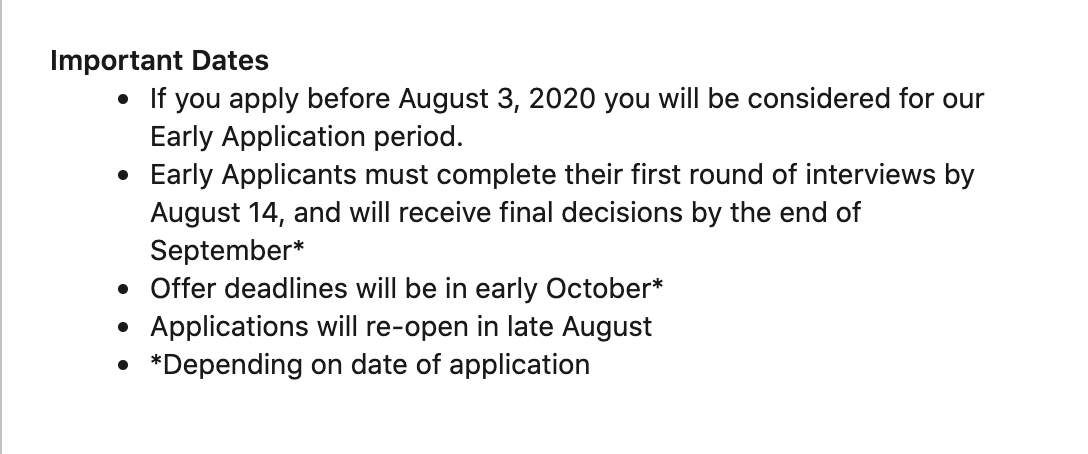 Important Dates
• If you apply before August 3, 2020 you will be considered for our
Early Application period.
• Early Applicants must complete their first round of interviews by
August 14, and will receive final decisions by the end of
September*
• Offer deadlines will be in early October*
• Applications will re-open in late August
• *Depending on date of application